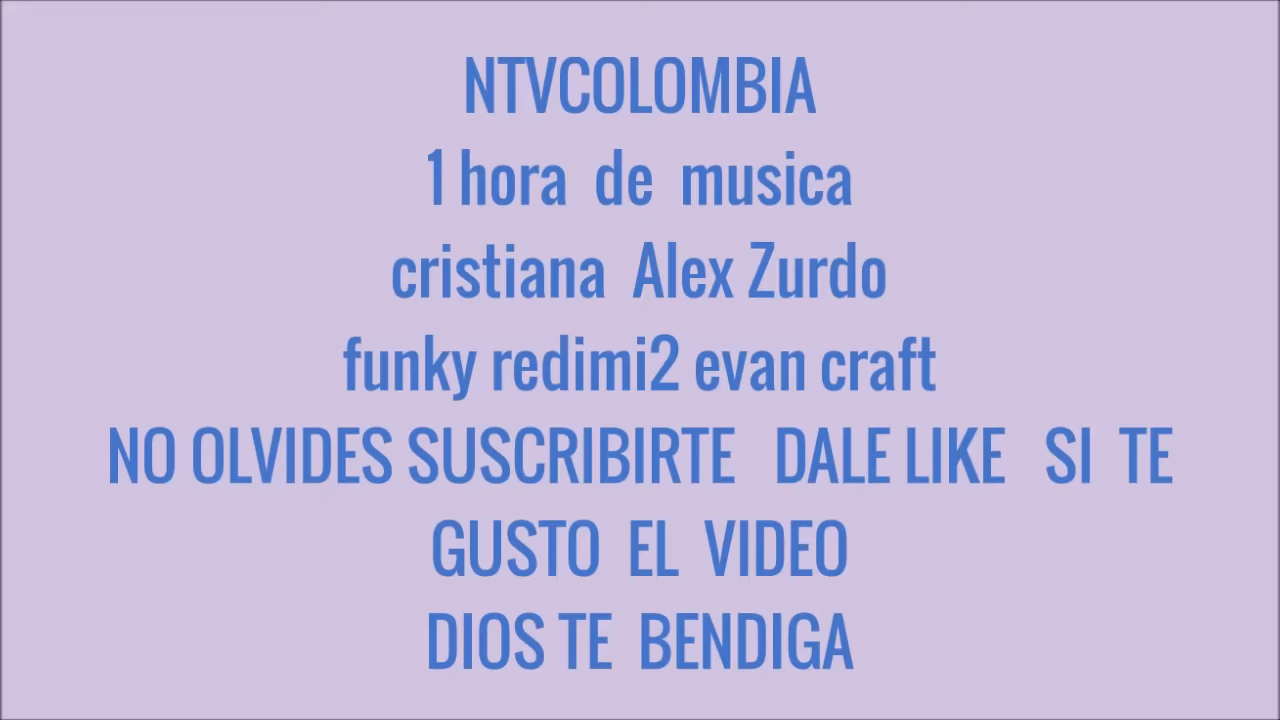 NTVCOLOMBIA
1 hora de musica
cristiana Alex Zurdo
funky redimi2 evan craft
NO OLVIDES SUSCRIBIRTE DALE LIKE SI TE
GUSTO EL VIDEO
DIOS TE BENDIGA